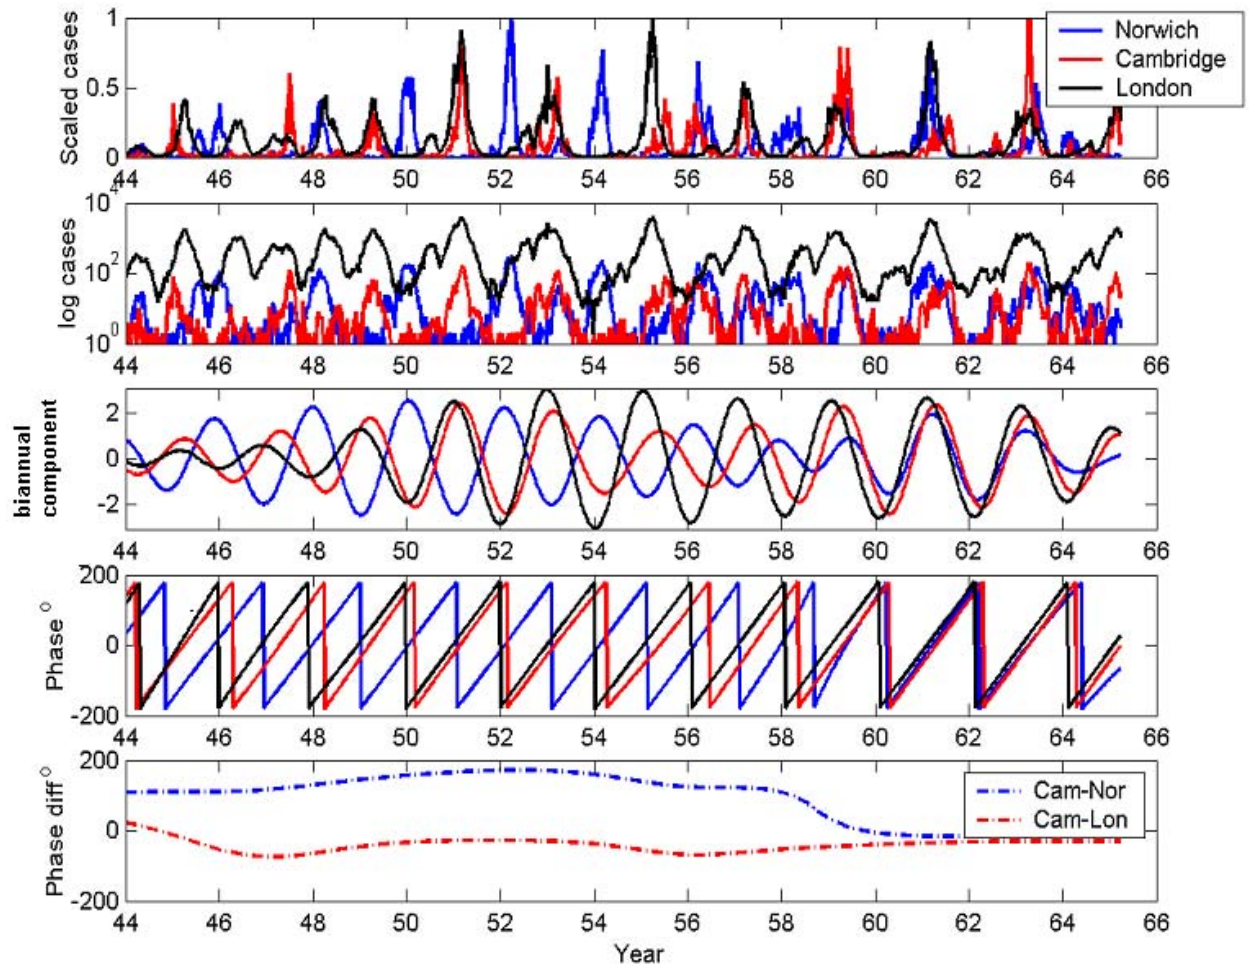 Scaled cases
1
0.5
0
44 46 48 50 52 54 56 58 60 62 64 66
Norwich
Cambridge
London
log cases
10^4
10^2
10^0
44 46 48 50 52 54 56 58 60 62 64 66
biannual
component
2
0
-2
44 46 48 50 52 54 56 58 60 62 64 66
Phase °
200
0
-200
44 46 48 50 52 54 56 58 60 62 64 66
Phase diff °
200
0
-200
Cam-Nor
Cam-Lon
44 46 48 50 52 54 56 58 60 62 64 66
Year